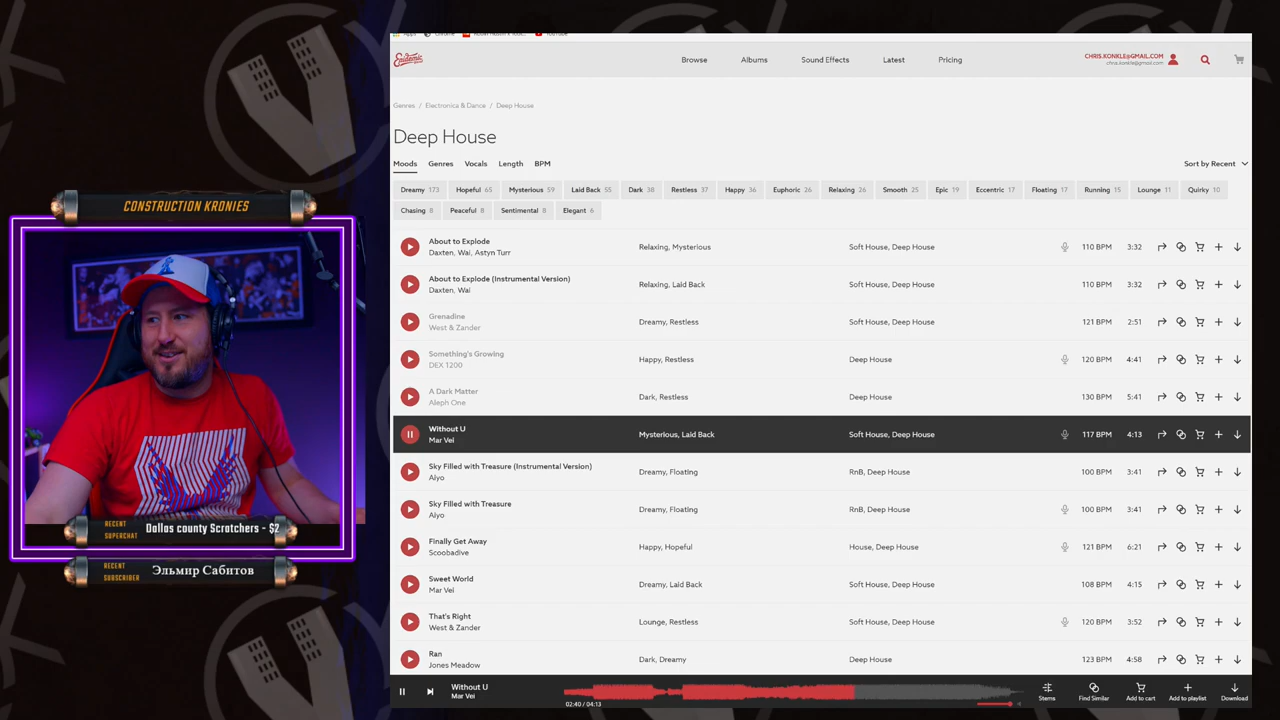 Apps Chrome YouTube
Epidemic
Browse
Albums
Sound Effects
Latest
Pricing
CHRIS.KONKLE@GMAIL.COM
chris.konkle@gmail.com
Genres / Electronica & Dance / Deep House
Deep House
Moods Genres Vocals Length BPM
Sort by Recent
Dreamy 173 Hopeful 65 Mysterious 59 Laid Back 55 Dark 38 Restless 37 Happy 36 Euphoric 26 Relaxing 26 Smooth 25 Epic 19 Eccentric 17 Floating 17 Running 15 Lounge 11 Quirky 10
Chasing 8 Peaceful 8 Sentimental 8 Elegant 6
About to Explode
Daxten, Wai, Astyn Turr
Relaxing, Mysterious
Soft House, Deep House
110 BPM 3:32
About to Explode (Instrumental Version)
Daxten, Wai
Relaxing, Laid Back
Soft House, Deep House
110 BPM 3:32
Grenadine
West & Zander
Dreamy, Restless
Soft House, Deep House
121 BPM 2:51
Something's Growing
DEX 1200
Happy, Restless
Deep House
120 BPM 4:41
A Dark Matter
Aleph One
Dark, Restless
Deep House
130 BPM 5:41
Without U
Mar Vei
Mysterious, Laid Back
Soft House, Deep House
117 BPM 4:13
Sky Filled with Treasure (Instrumental Version)
Aiyo
Dreamy, Floating
RnB, Deep House
100 BPM 3:41
Sky Filled with Treasure
Aiyo
Dreamy, Floating
RnB, Deep House
100 BPM 3:41
Finally Get Away
Scoobadive
Happy, Hopeful
House, Deep House
121 BPM 6:21
Sweet World
Mar Vei
Dreamy, Laid Back
Soft House, Deep House
108 BPM 4:15
That's Right
West & Zander
Lounge, Restless
Soft House, Deep House
120 BPM 3:52
Ran
Jones Meadow
Dark, Dreamy
Deep House
123 BPM 4:58
Without U
Mar Vei
02:40 / 04:13
Stems
Find Similar
Add to cart
Add to playlist
Download
CONSTRUCTION KRONIES
RECENT
SUPERCHAT
Dallas county Scratchers - $2
RECENT
SUBSCRIBER
Эльмир Сабитов